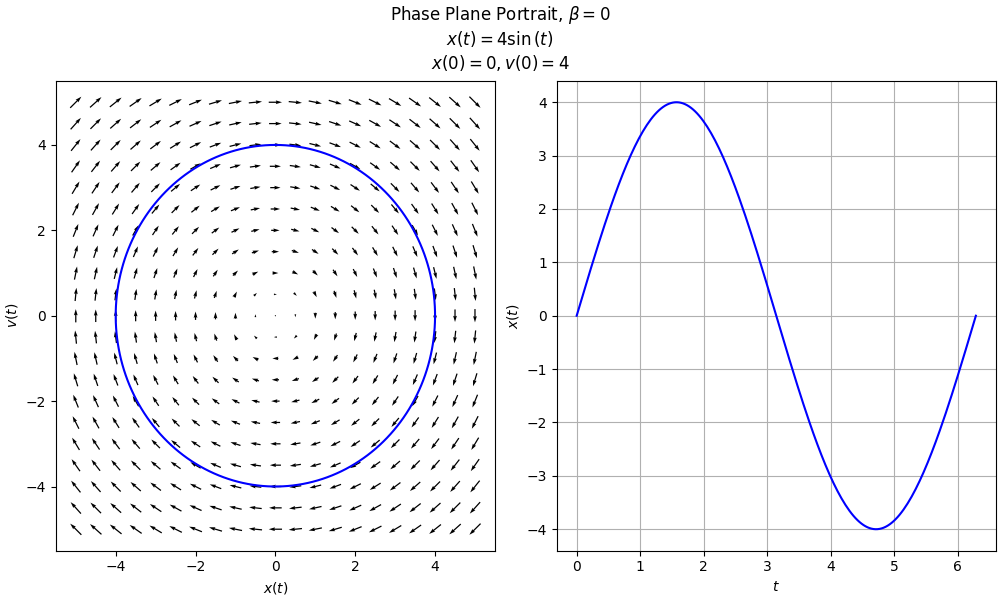 Phase Plane Portrait, β = 0
x(t) = 4sin (t)
x(0) = 0, v(0) = 4
v(t)
4
2
0
−2
−4
−4 −2 0 2 4
x(t)
x(t)
4
3
2
1
0
−1
−2
−3
−4
0 1 2 3 4 5 6
t